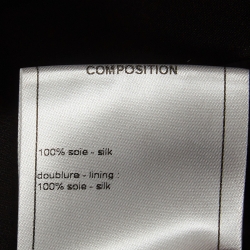 COMPOSITION
100% soie - silk
doublure - lining :
100% soie - silk